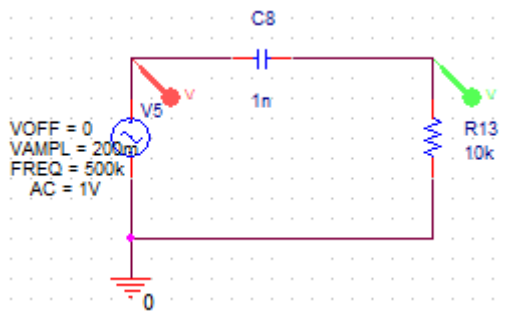 C8
1n
V
V
V5
VOFF = 0
VAMPL = 200m
FREQ = 500k
AC = 1V
R13
10k
0